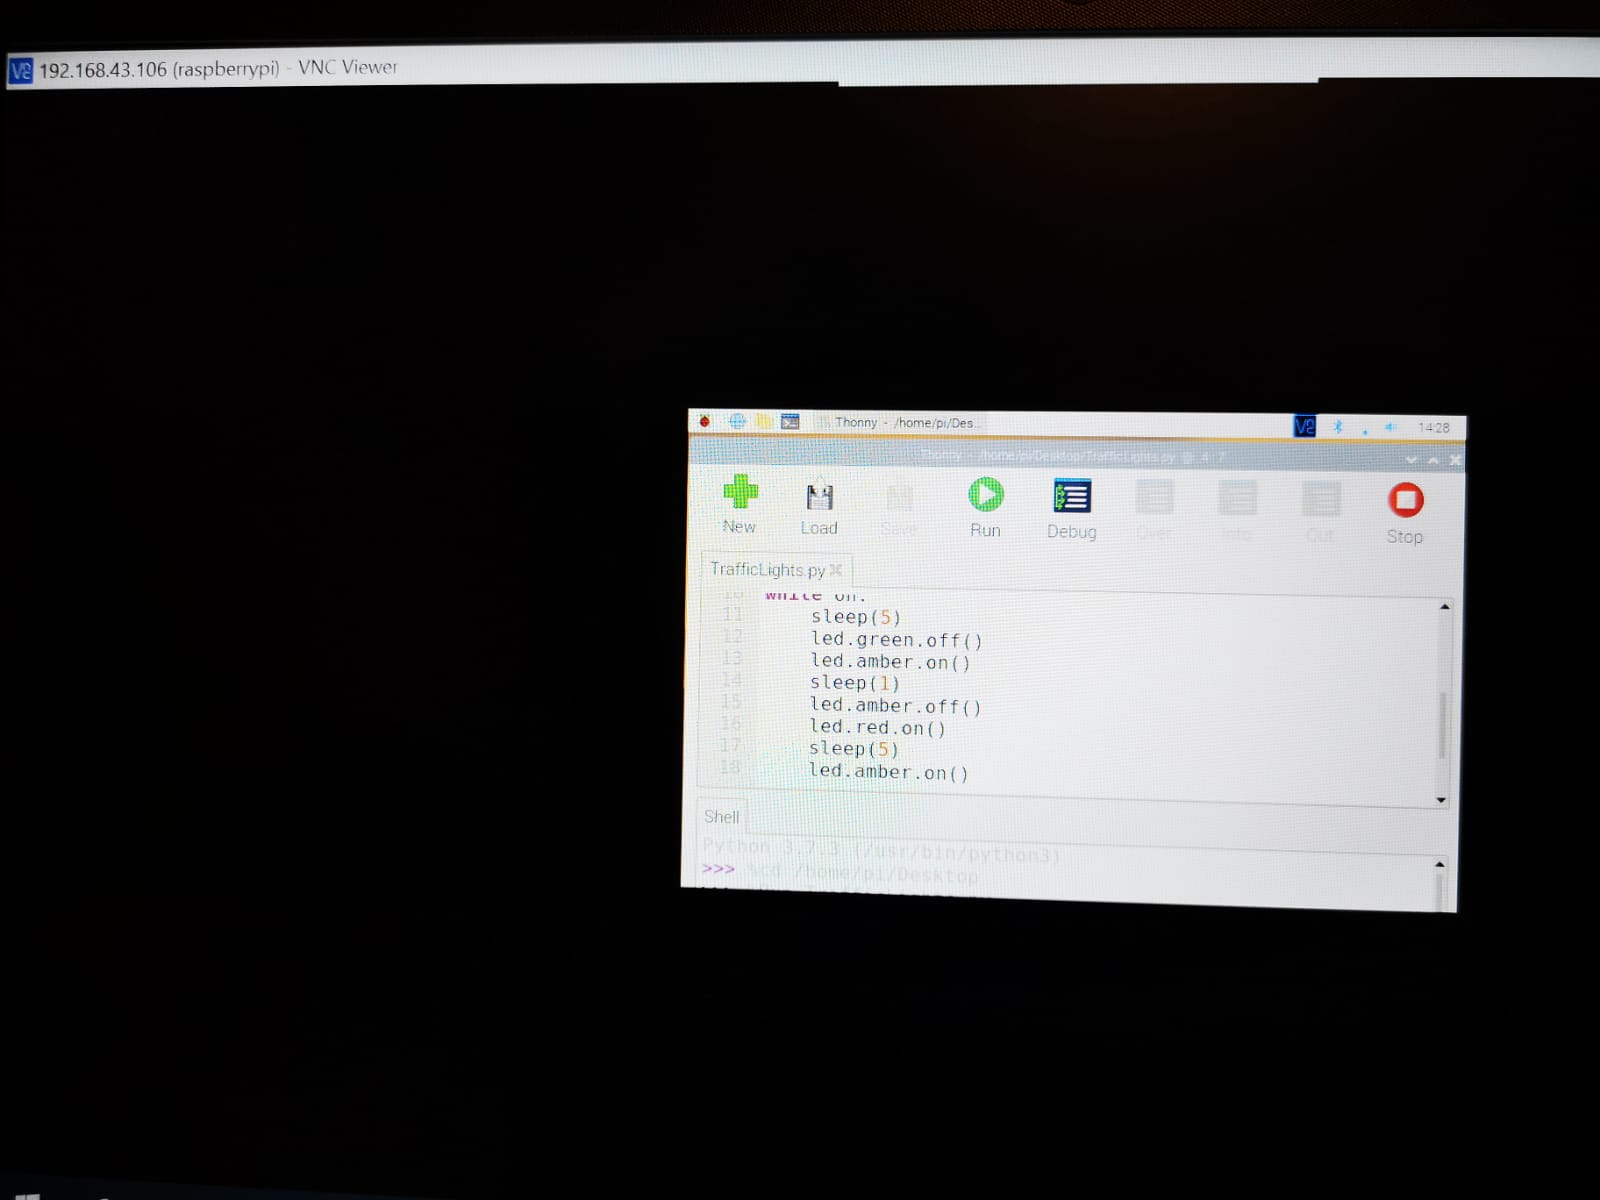 192.168.43.106 (raspberrypi) - VNC Viewer
Thonny - /home/pi/Des...
14:28
Thonny - /home/pi/Desktop/TrafficLights.py @ 4 : 7
New Load Save Run Debug Over Into Out Stop
TrafficLights.py
10 while on:
11 sleep(5)
12 led.green.off()
13 led.amber.on()
14 sleep(1)
15 led.amber.off()
16 led.red.on()
17 sleep(5)
18 led.amber.on()
Shell
Python 3.7.3 (/usr/bin/python3)
>>> %cd /home/pi/Desktop